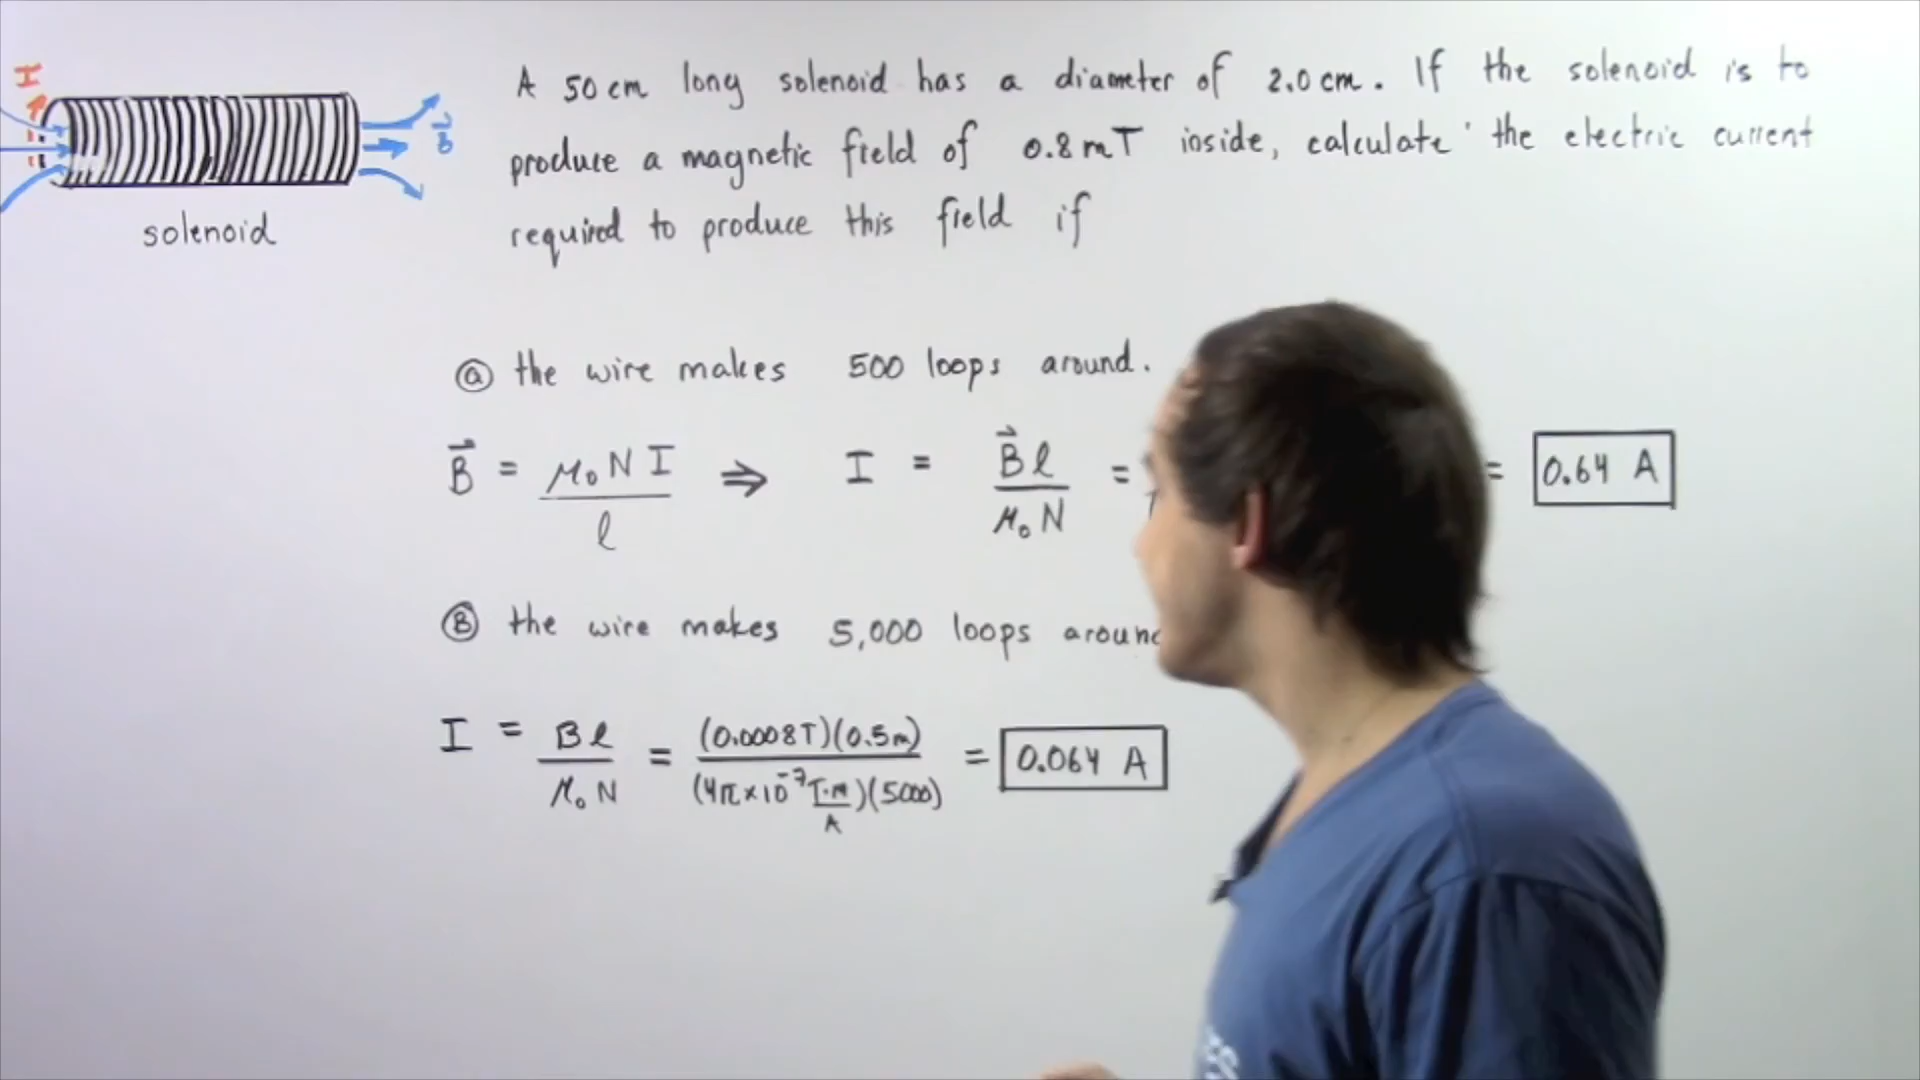 I
B⃗
solenoid
A 50 cm long solenoid has a diameter of 2.0 cm. If the solenoid is to
produce a magnetic field of 0.8 mT inside, calculate the electric current
required to produce this field if
Ⓐ the wire makes 500 loops around.
B⃗ = μ₀NI / l ⇒ I = B⃗l / μ₀N = = 0.64 A
Ⓑ the wire makes 5,000 loops
I = Bl / μ₀N = (0.0008T)(0.5m) / (4π×10⁻⁷ T·m/A)(5000) = 0.064 A